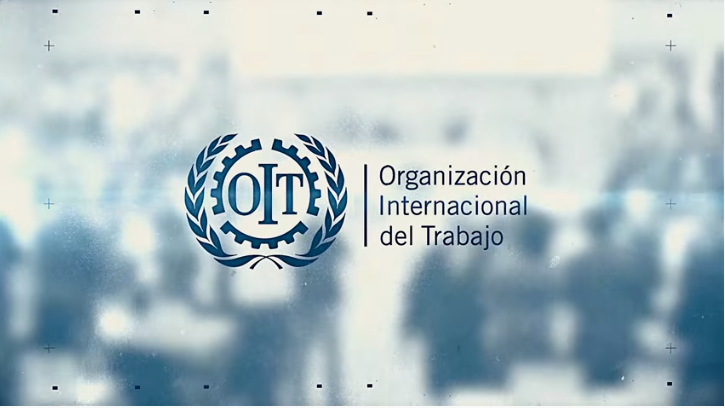 OIT
Organización
Internacional
del Trabajo